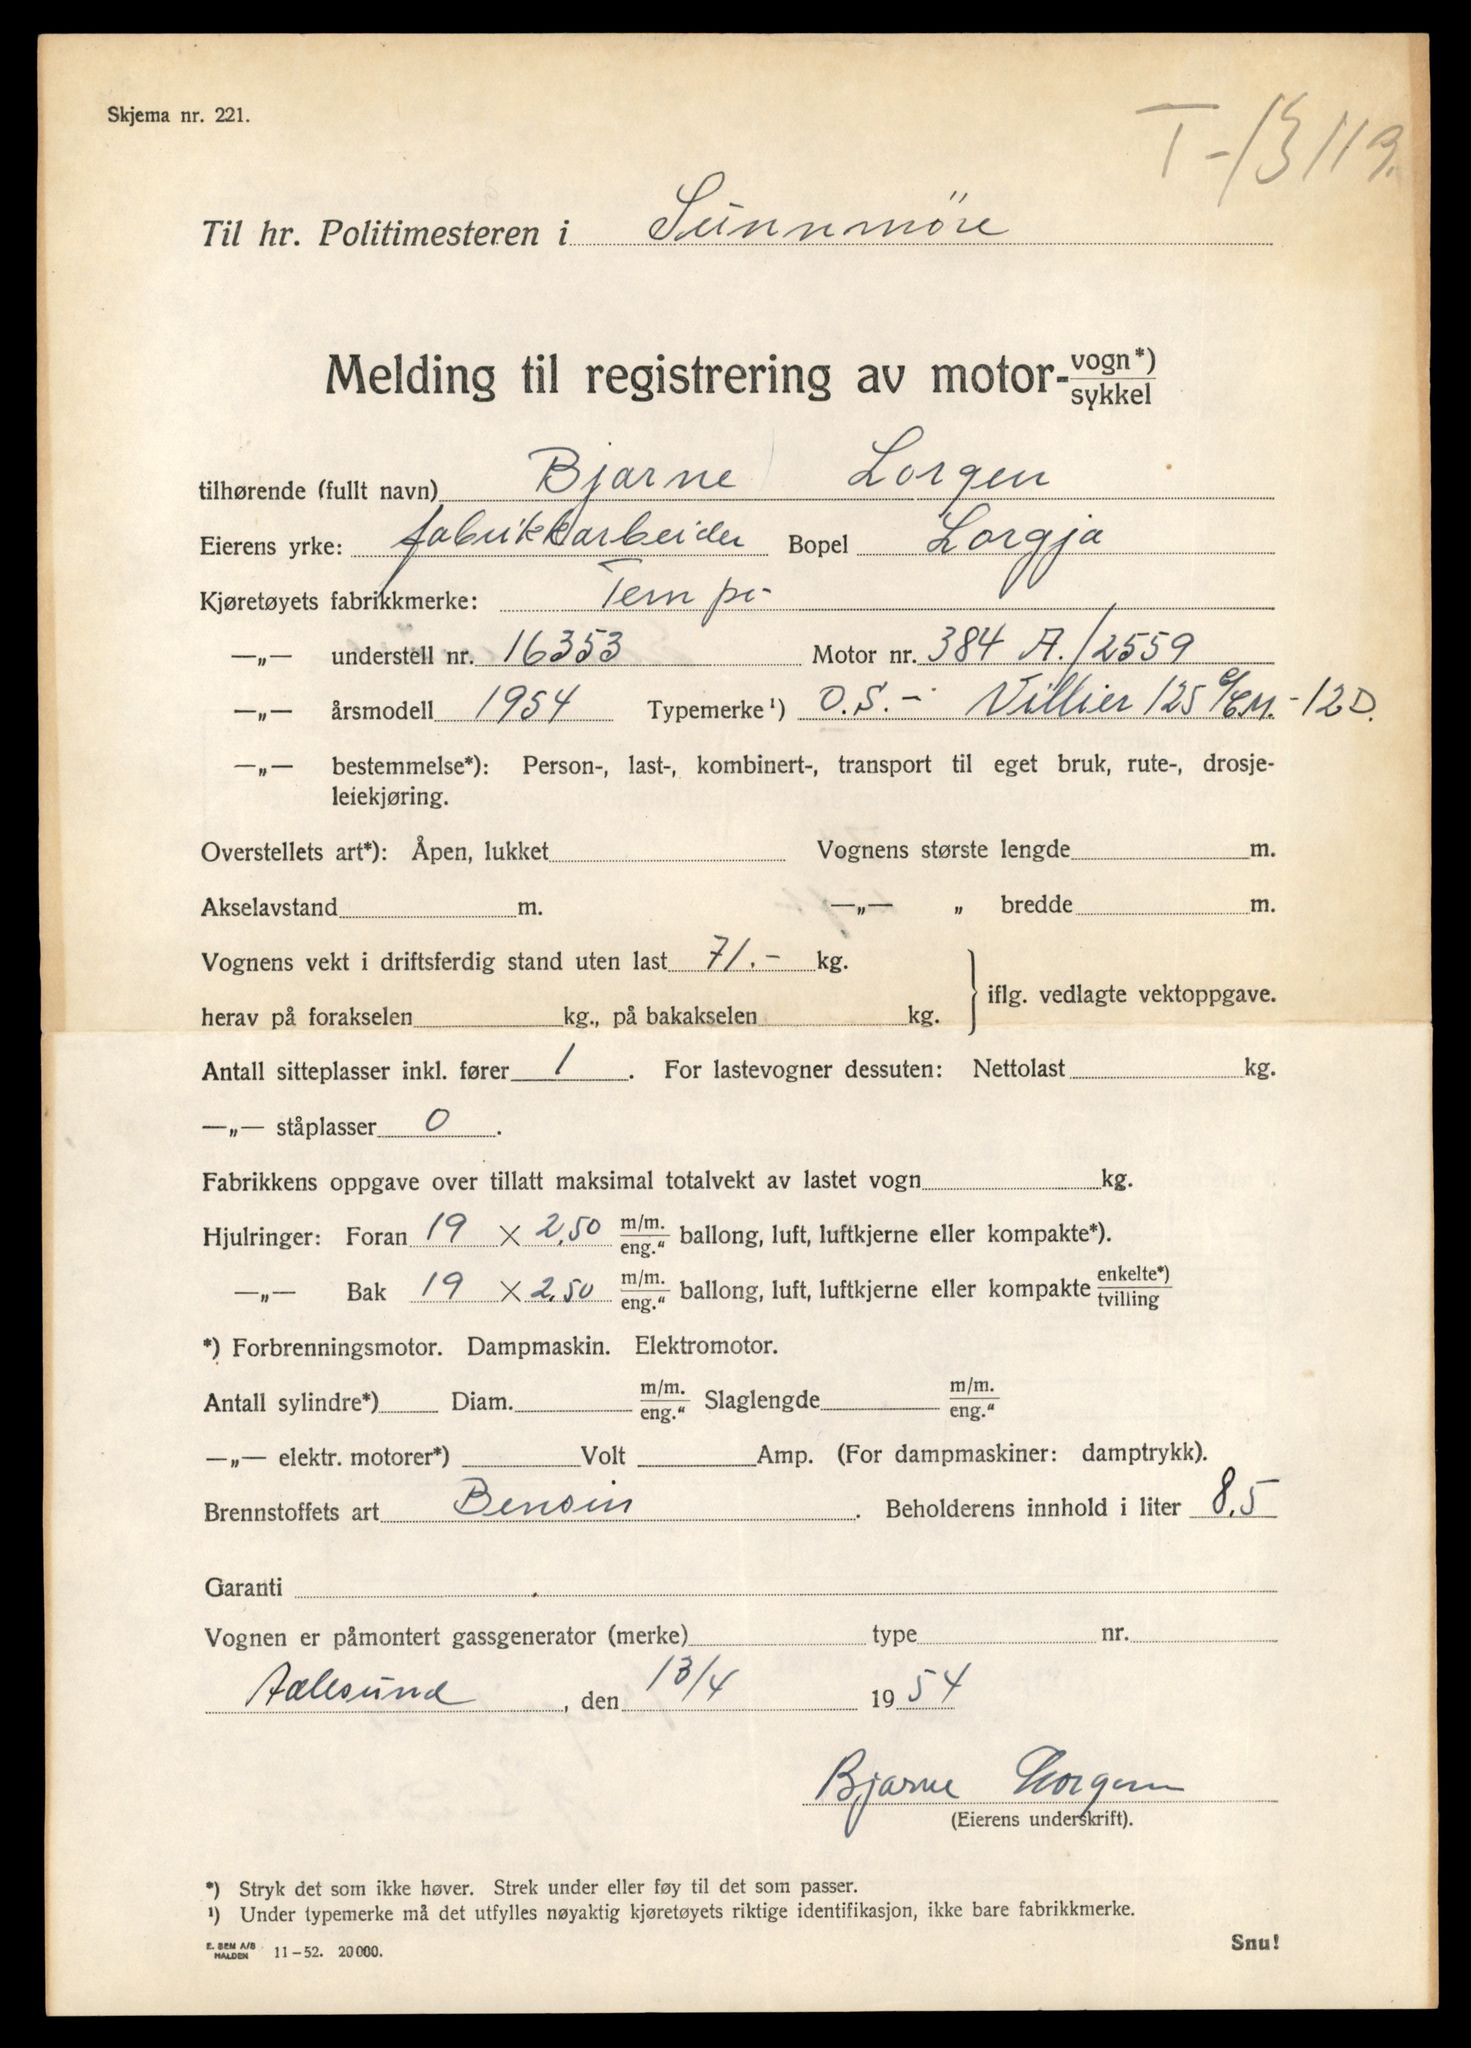 Skjema nr. 221.
T-13119.
Til hr. Politimesteren i Sunnmöre
Melding til registrering av motor-vogn*)
sykkel
tilhørende (fullt navn) Bjarne Lorgen
Eierens yrke: fabrikkarbeider Bopel Lorgja
Kjøretøyets fabrikkmerke: Tempo
—„— understell nr. 16353 Motor nr. 384 A./2559
—„— årsmodell 1954 Typemerke¹) O.S.- Villier 125 c/cm.-12D.
—„— bestemmelse*): Person-, last-, kombinert-, transport til eget bruk, rute-, drosje-
leiekjøring.
Overstellets art*): Åpen, lukket Vognens største lengde m.
Akselavstand m. —„— „ bredde m.
Vognens vekt i driftsferdig stand uten last 71.- kg.
iflg. vedlagte vektoppgave.
herav på forakselen kg., på bakakselen kg.
Antall sitteplasser inkl. fører 1. For lastevogner dessuten: Nettolast kg.
—„— ståplasser 0.
Fabrikkens oppgave over tillatt maksimal totalvekt av lastet vogn kg.
Hjulringer: Foran 19 × 2,50 m/m. eng.“ ballong, luft, luftkjerne eller kompakte*).
—„— Bak 19 × 2,50 m/m. eng.“ ballong, luft, luftkjerne eller kompakte enkelte*) tvilling
*) Forbrenningsmotor. Dampmaskin. Elektromotor.
Antall sylindre*) Diam. m/m. eng.“ Slaglengde m/m. eng.“
—„— elektr. motorer*) Volt Amp. (For dampmaskiner: damptrykk).
Brennstoffets art Bensin. Beholderens innhold i liter 8,5
Garanti
Vognen er påmontert gassgenerator (merke) type nr.
Aalesund, den 13/4 1954
Bjarne Lorgen
(Eierens underskrift).
*) Stryk det som ikke høver. Strek under eller føy til det som passer.
¹) Under typemerke må det utfylles nøyaktig kjøretøyets riktige identifikasjon, ikke bare fabrikkmerke.
E. SEM A/S
HALDEN 11-52. 20000.
Snu!